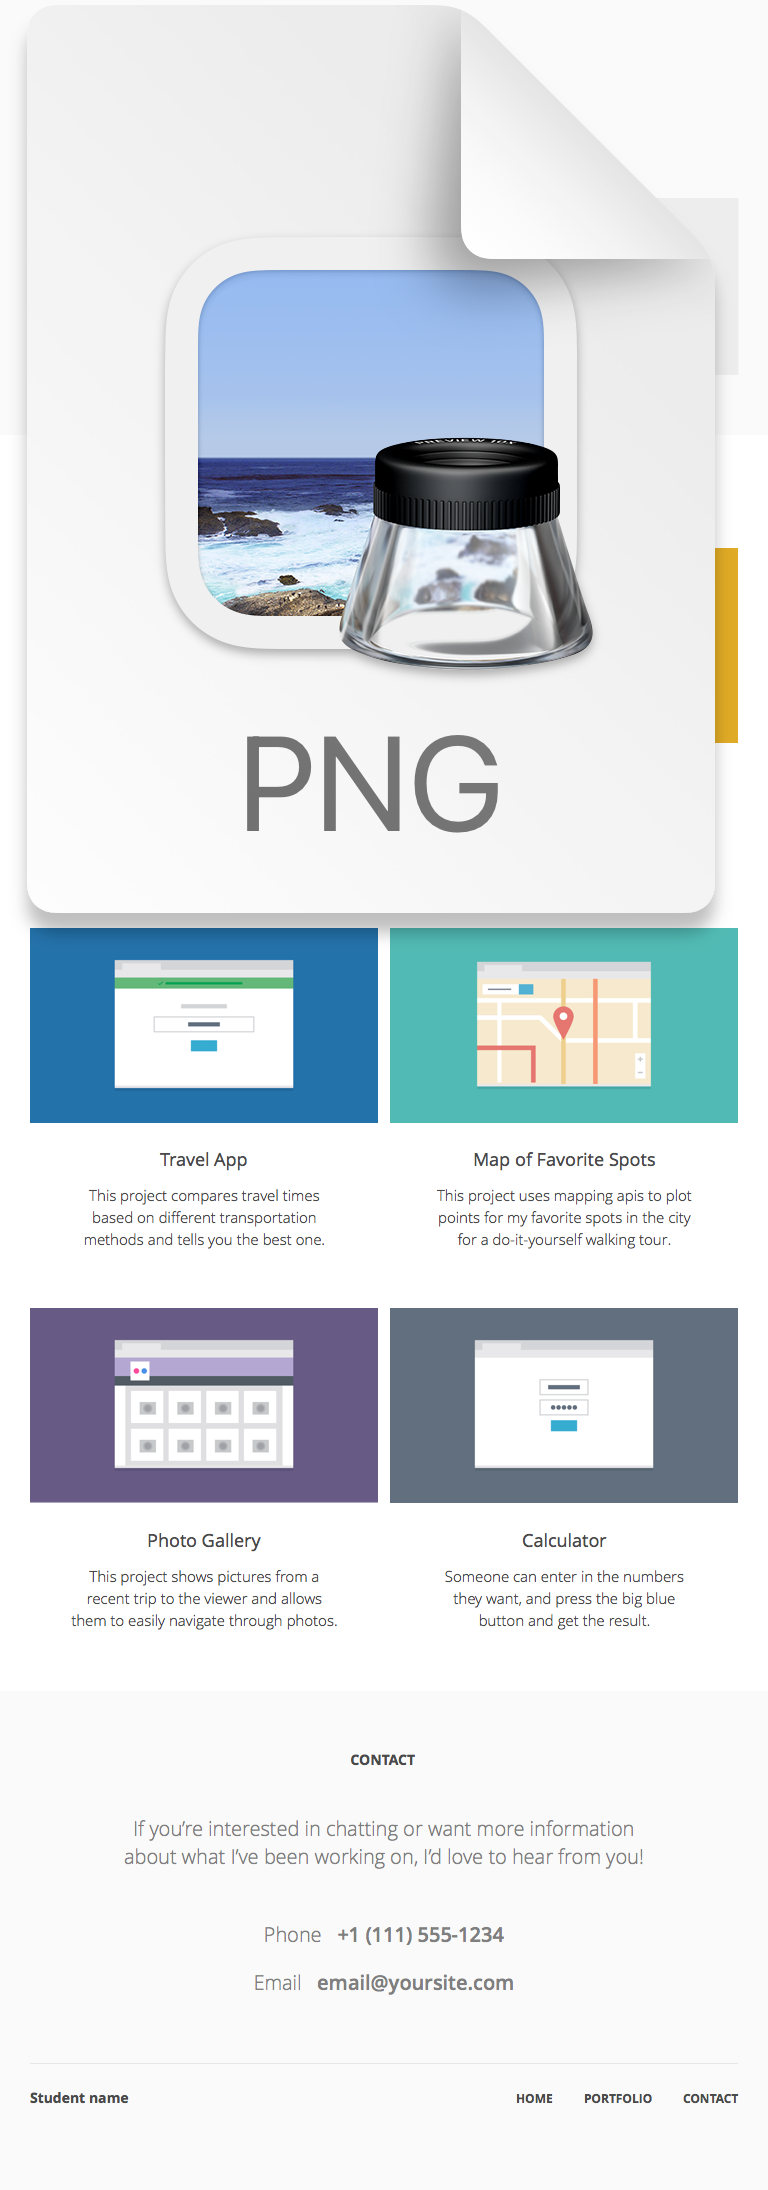 PREVIEW 10X
PNG
Travel App
This project compares travel times
based on different transportation
methods and tells you the best one.
Map of Favorite Spots
This project uses mapping apis to plot
points for my favorite spots in the city
for a do-it-yourself walking tour.
Photo Gallery
This project shows pictures from a
recent trip to the viewer and allows
them to easily navigate through photos.
Calculator
Someone can enter in the numbers
they want, and press the big blue
button and get the result.
CONTACT
If you’re interested in chatting or want more information
about what I’ve been working on, I’d love to hear from you!
Phone +1 (111) 555-1234
Email email@yoursite.com
Student name HOME PORTFOLIO CONTACT